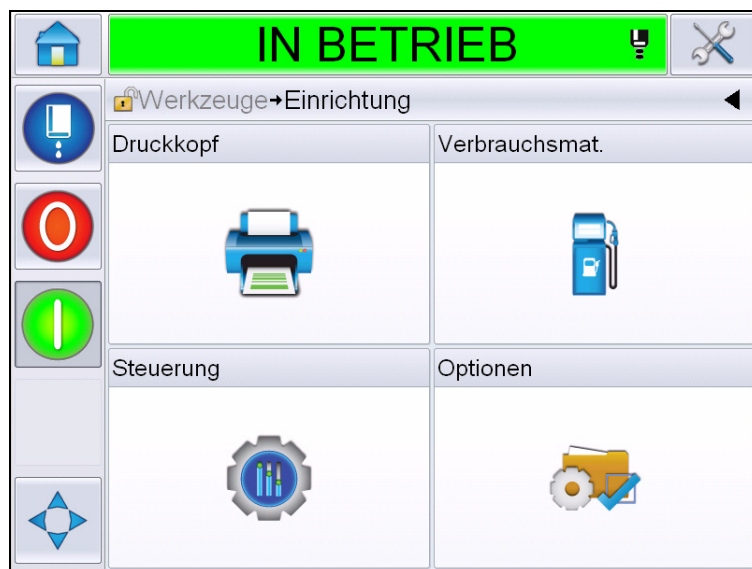 IN BETRIEB
Werkzeuge→Einrichtung
Druckkopf
Verbrauchsmat.
Steuerung
Optionen